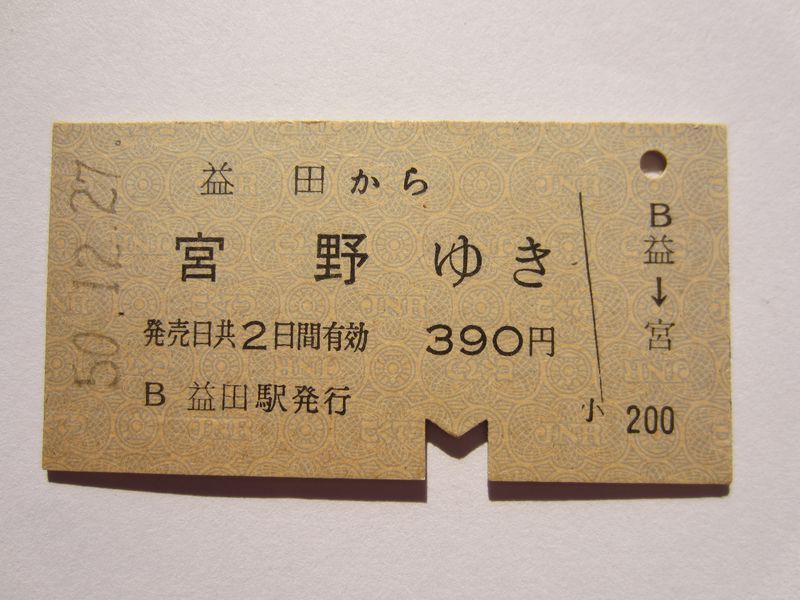 50.12.27
益田から
宮野ゆき
発売日共2日間有効 390円
B 益田駅発行
B
益
↓
宮
小 200